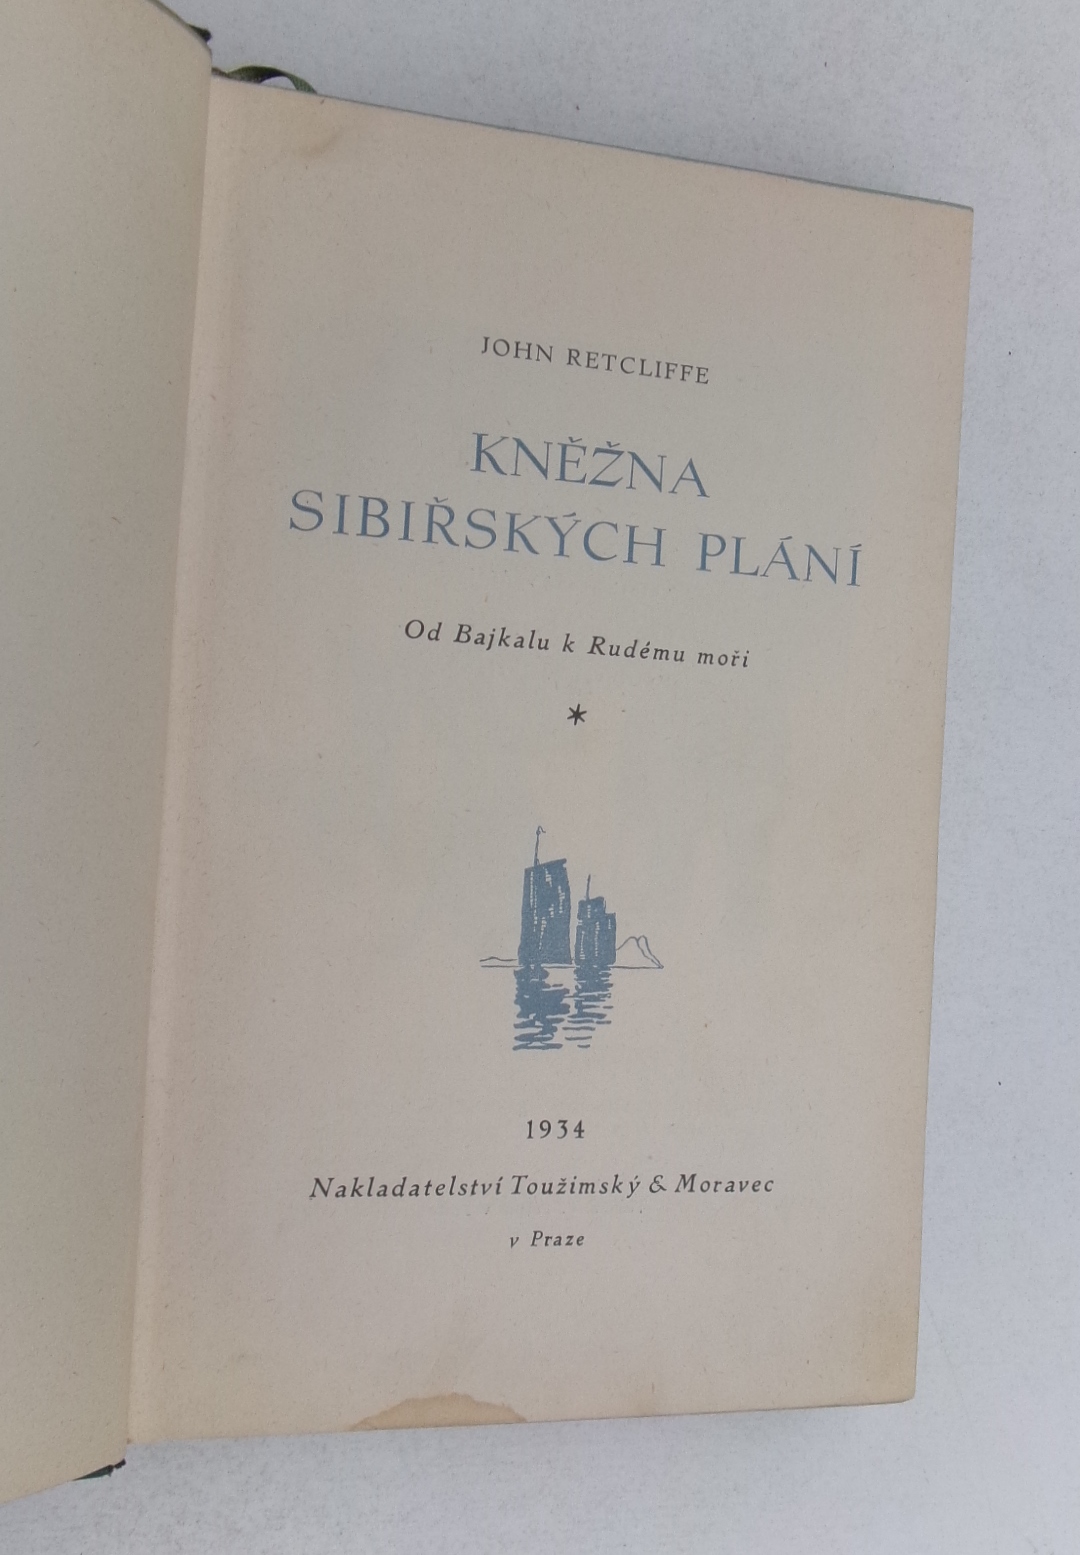 JOHN RETCLIFFE
KNĚŽNA
SIBIŘSKÝCH PLÁNÍ
Od Bajkalu k Rudému moři
*
1934
Nakladatelství Toužimský & Moravec
v Praze